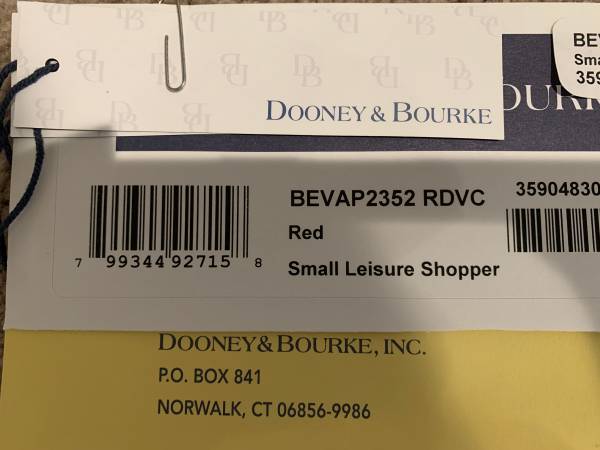 DOONEY & BOURKE
BEVAP2352 RDVC
35904830
Red
Small Leisure Shopper
7 99344 92715 8
DOONEY & BOURKE, INC.
P.O. BOX 841
NORWALK, CT 06856-9986